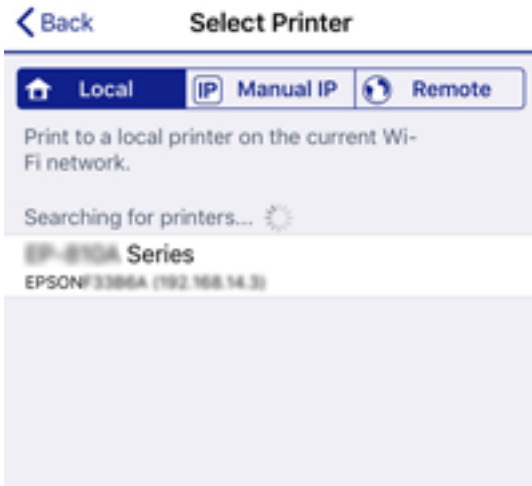 Back
Select Printer
Local
IP Manual IP
Remote
Print to a local printer on the current Wi-
Fi network.
Searching for printers...
Series
EPSON